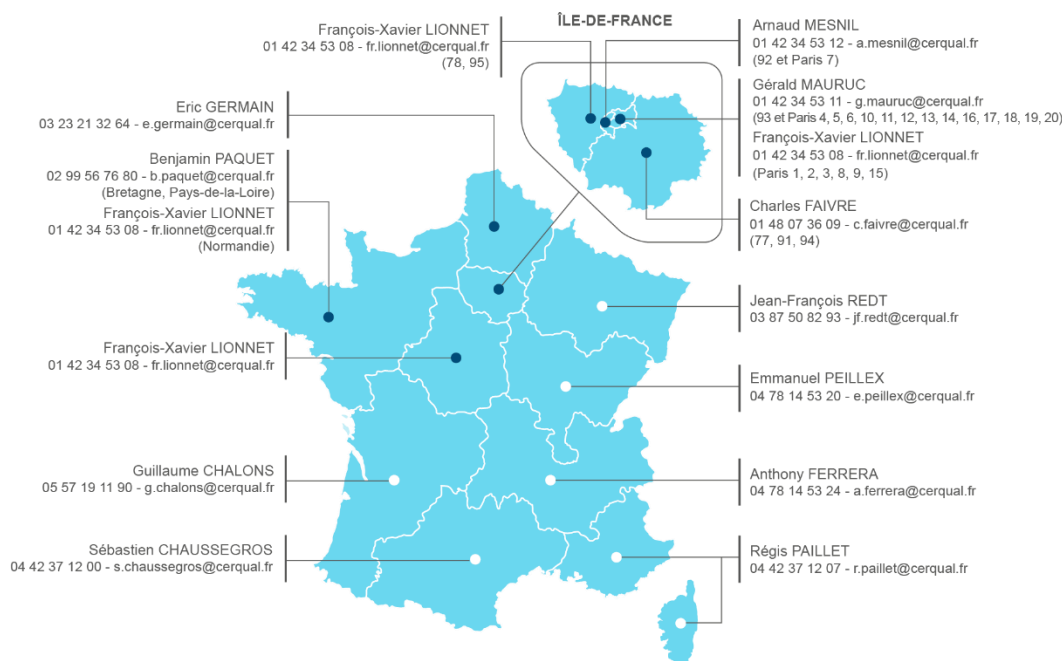 François-Xavier LIONNET
01 42 34 53 08 - fr.lionnet@cerqual.fr
(78, 95)
ÎLE-DE-FRANCE
Arnaud MESNIL
01 42 34 53 12 - a.mesnil@cerqual.fr
(92 et Paris 7)
Gérald MAURUC
01 42 34 53 11 - g.mauruc@cerqual.fr
(93 et Paris 4, 5, 6, 10, 11, 12, 13, 14, 16, 17, 18, 19, 20)
François-Xavier LIONNET
01 42 34 53 08 - fr.lionnet@cerqual.fr
(Paris 1, 2, 3, 8, 9, 15)
Charles FAIVRE
01 48 07 36 09 - c.faivre@cerqual.fr
(77, 91, 94)
Eric GERMAIN
03 23 21 32 64 - e.germain@cerqual.fr
Benjamin PAQUET
02 99 56 76 80 - b.paquet@cerqual.fr
(Bretagne, Pays-de-la-Loire)
François-Xavier LIONNET
01 42 34 53 08 - fr.lionnet@cerqual.fr
(Normandie)
Jean-François REDT
03 87 50 82 93 - jf.redt@cerqual.fr
François-Xavier LIONNET
01 42 34 53 08 - fr.lionnet@cerqual.fr
Emmanuel PEILLEX
04 78 14 53 20 - e.peillex@cerqual.fr
Guillaume CHALONS
05 57 19 11 90 - g.chalons@cerqual.fr
Anthony FERRERA
04 78 14 53 24 - a.ferrera@cerqual.fr
Sébastien CHAUSSEGROS
04 42 37 12 00 - s.chaussegros@cerqual.fr
Régis PAILLET
04 42 37 12 07 - r.paillet@cerqual.fr